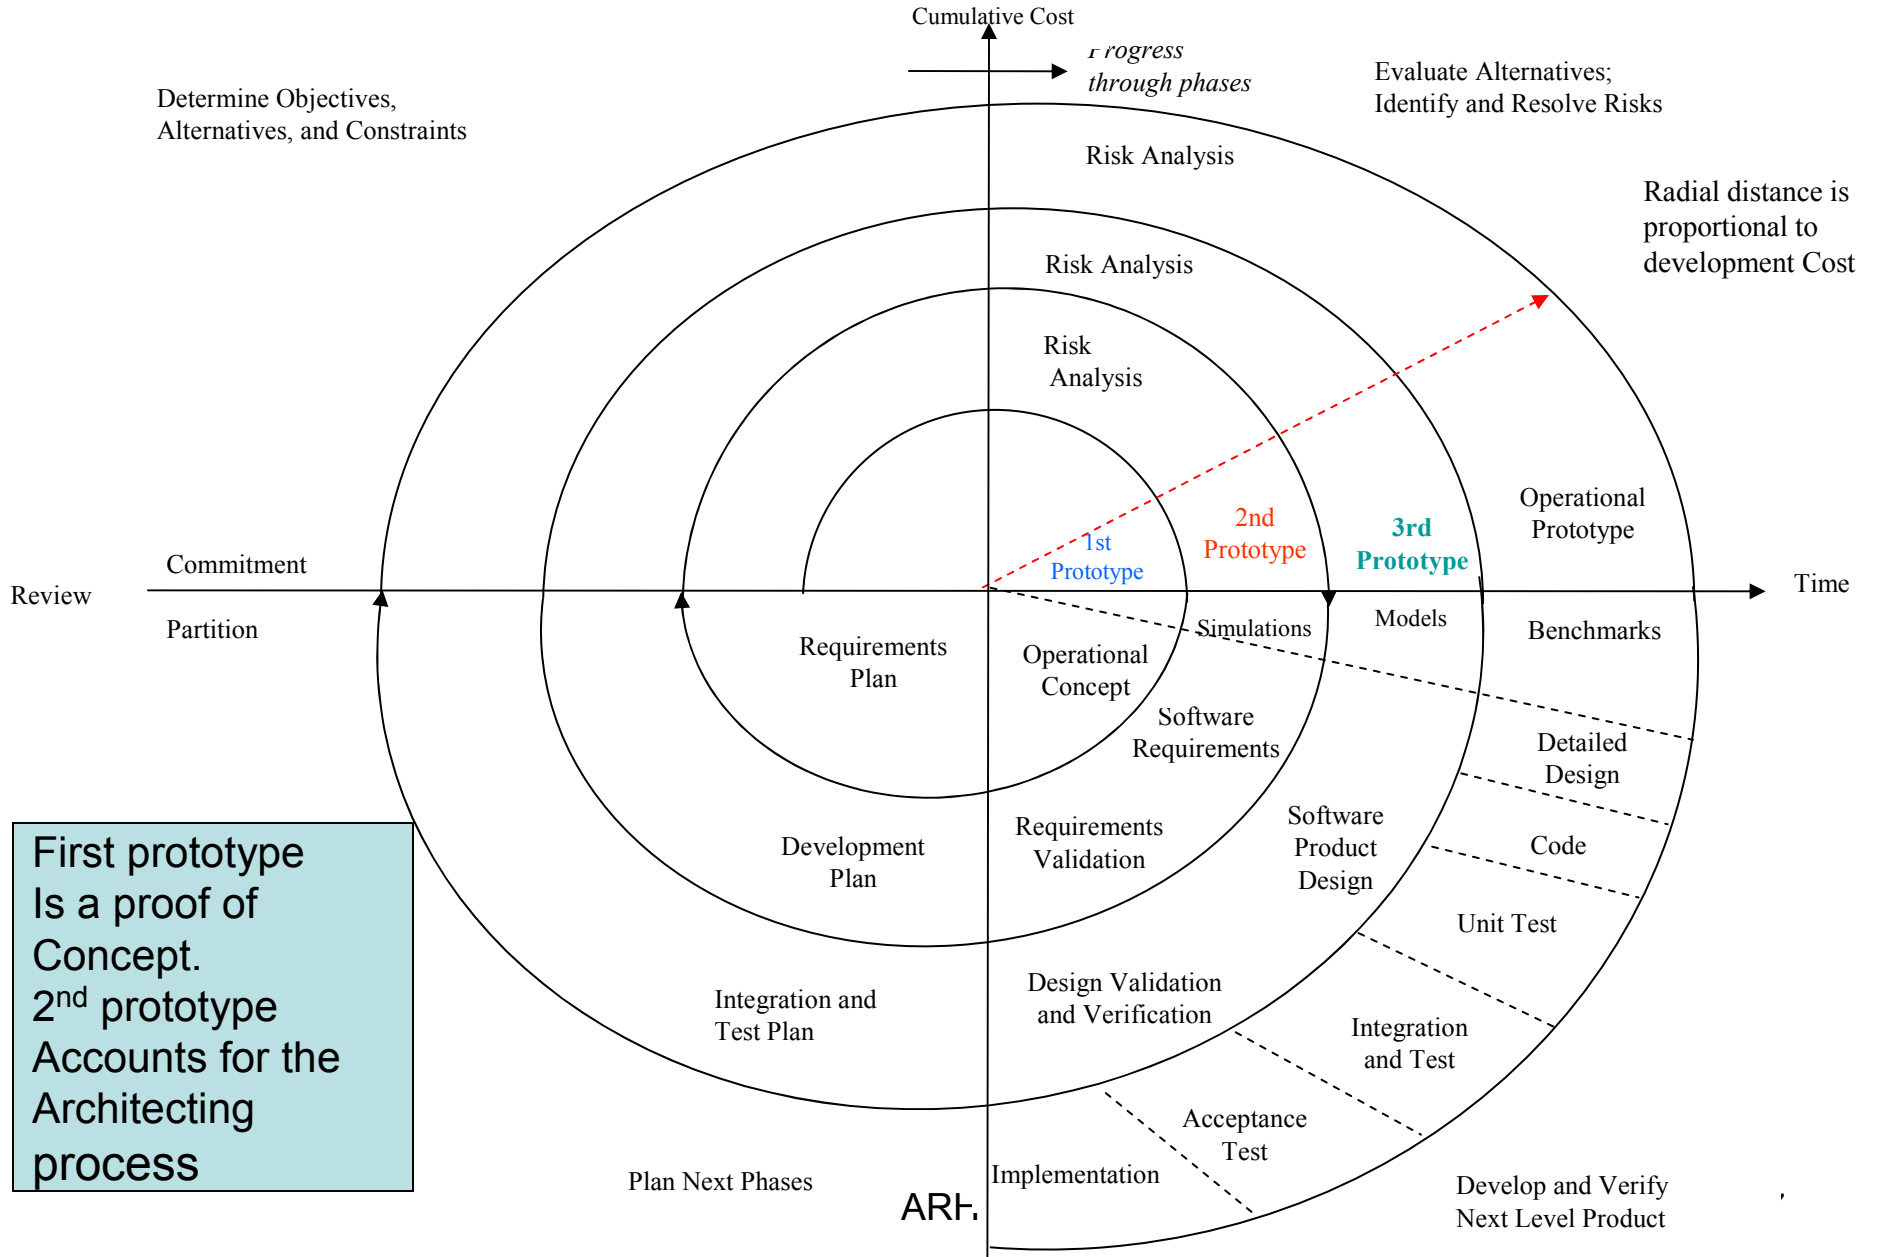 Cumulative Cost
Progress
through phases
Determine Objectives,
Alternatives, and Constraints
Evaluate Alternatives;
Identify and Resolve Risks
Risk Analysis
Radial distance is
proportional to
development Cost
Risk Analysis
Risk
Analysis
Operational
Prototype
2nd
Prototype
3rd
Prototype
1st
Prototype
Commitment
Review
Time
Partition
Simulations
Models
Benchmarks
Requirements
Plan
Operational
Concept
Software
Requirements
Detailed
Design
Development
Plan
Requirements
Validation
Software
Product
Design
Code
Unit Test
First prototype
Is a proof of
Concept.
2nd prototype
Accounts for the
Architecting
process
Integration and
Test Plan
Design Validation
and Verification
Integration
and Test
Acceptance
Test
Implementation
Plan Next Phases
Develop and Verify
Next Level Product